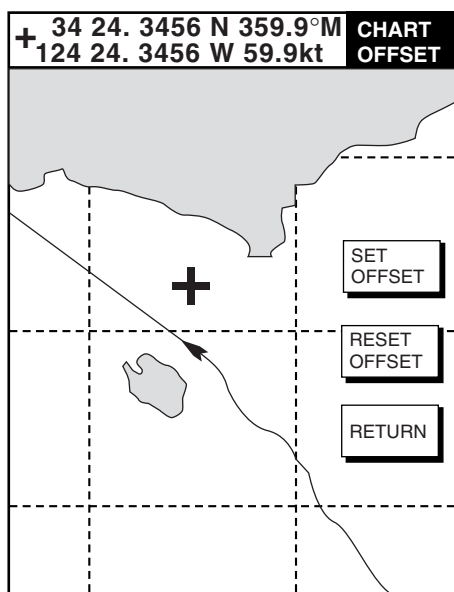 + 34 24. 3456 N 359.9°M
124 24. 3456 W 59.9kt
CHART
OFFSET
SET
OFFSET
RESET
OFFSET
RETURN